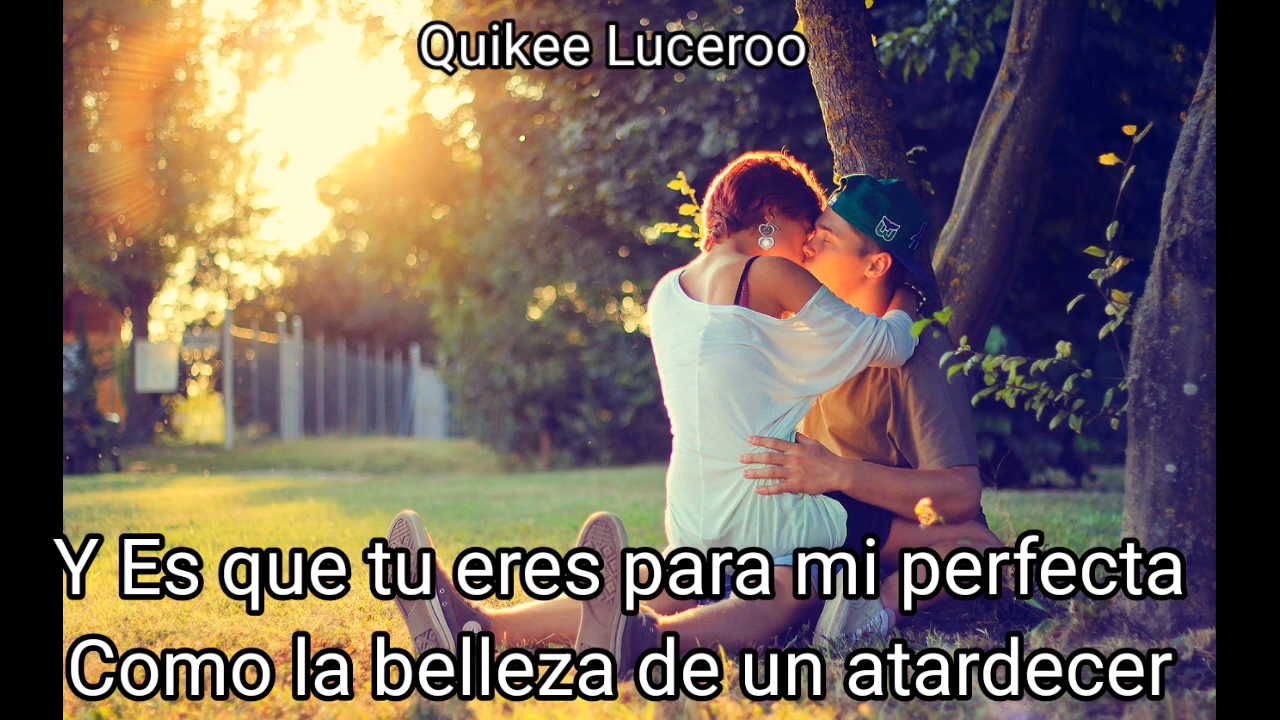 Quikee Luceroo
Y Es que tu eres para mi perfecta
Como la belleza de un atardecer